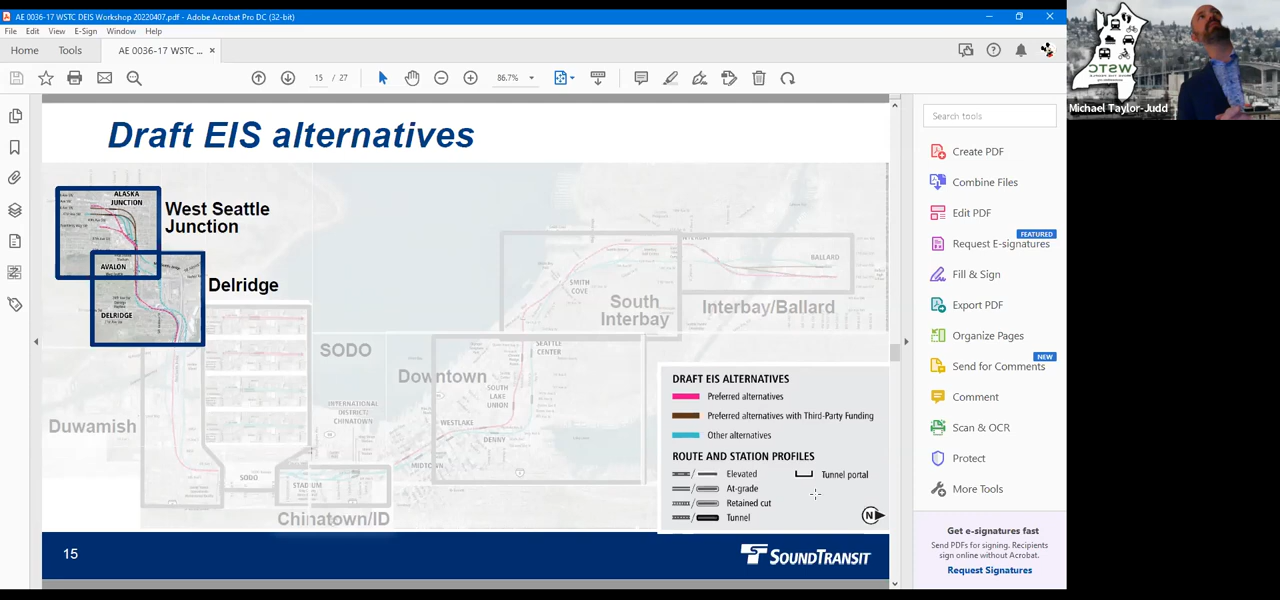 AE 0036-17 WSTC DEIS Workshop 20220407.pdf - Adobe Acrobat Pro DC (32-bit)
File Edit View E-Sign Window Help
Home Tools AE 0036-17 WSTC ... ×
15 / 27 86.7%
Draft EIS alternatives
ALASKA
JUNCTION
West Seattle
Junction
AVALON
Delridge
DELRIDGE
BALLARD
SMITH
COVE
South
Interbay
Interbay/Ballard
SODO
SEATTLE
CENTER
Downtown
SOUTH
LAKE
UNION
INTERNATIONAL
DISTRICT/
CHINATOWN
WESTLAKE
DENNY
Duwamish
MIDTOWN
SODO
STADIUM
Chinatown/ID
DRAFT EIS ALTERNATIVES
Preferred alternatives
Preferred alternatives with Third-Party Funding
Other alternatives
ROUTE AND STATION PROFILES
Elevated
Tunnel portal
At-grade
Retained cut
Tunnel
N
15
SOUNDTRANSIT
Search tools
Create PDF
Combine Files
Edit PDF
FEATURED
Request E-signatures
Fill & Sign
Export PDF
Organize Pages
NEW
Send for Comments
Comment
Scan & OCR
Protect
More Tools
Get e-signatures fast
Send PDFs for signing. Recipients
sign online without Acrobat.
Request Signatures
WSTC
Michael Taylor-Judd